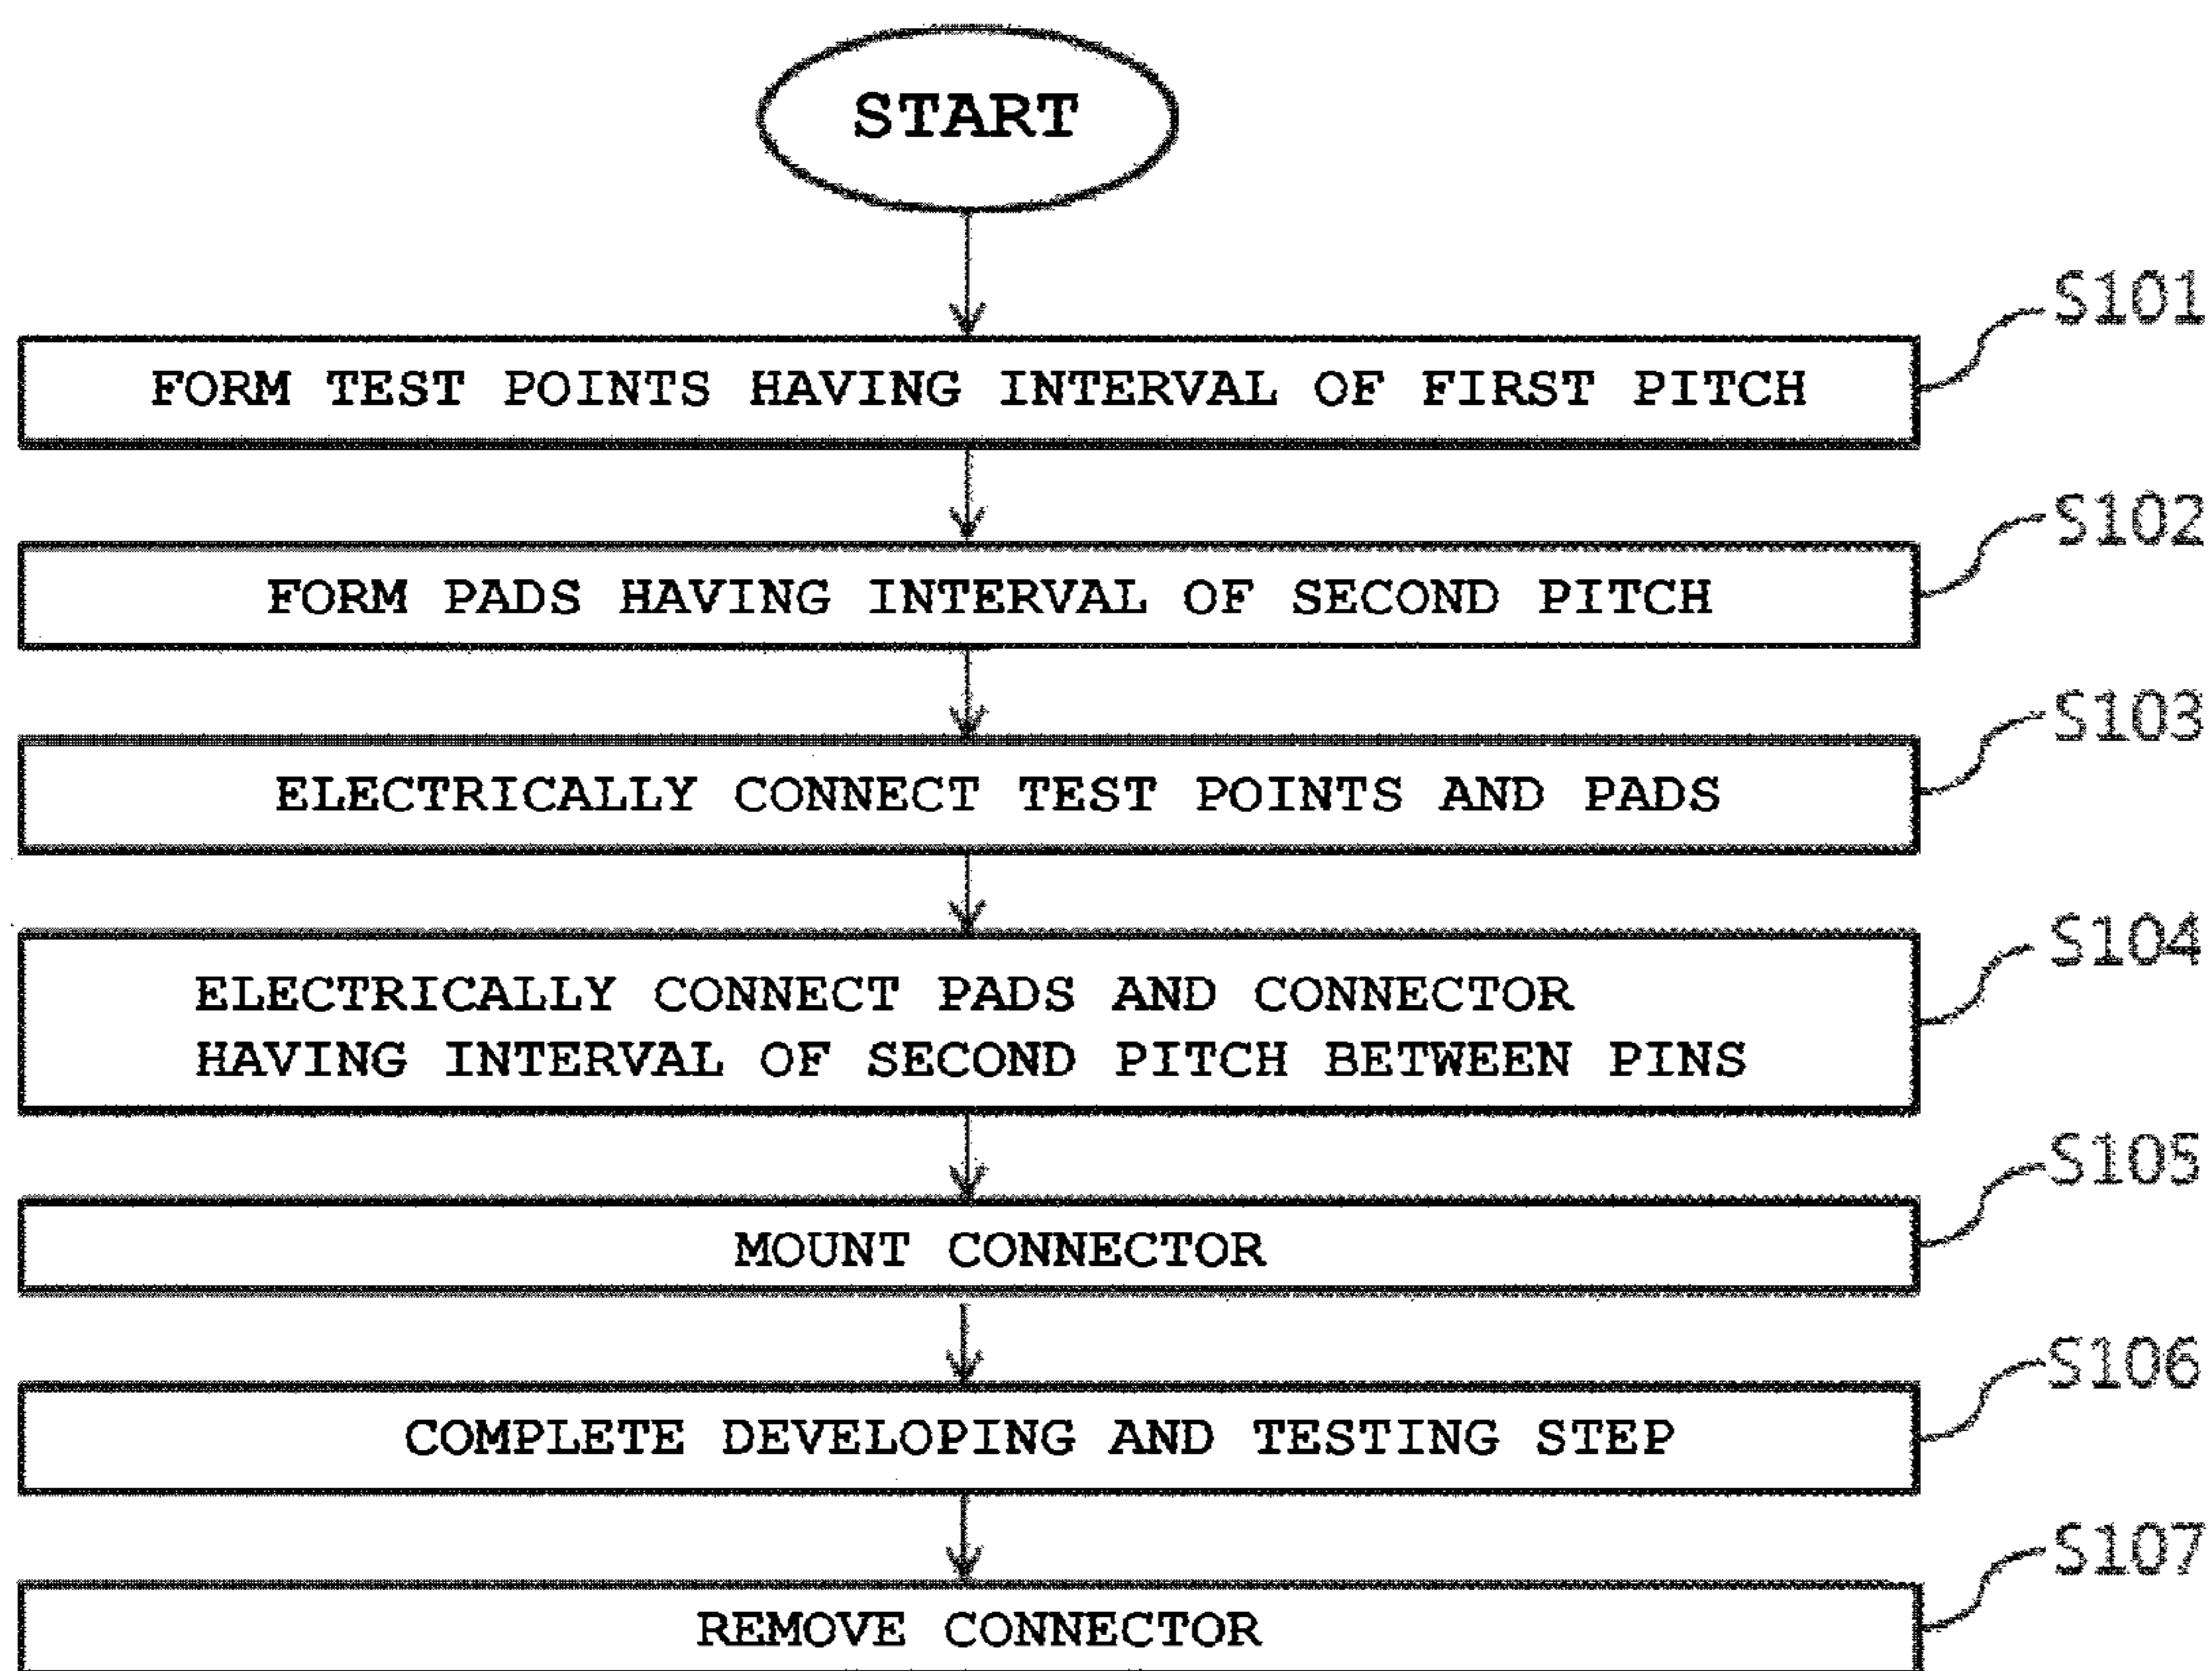 START
S101
FORM TEST POINTS HAVING INTERVAL OF FIRST PITCH
S102
FORM PADS HAVING INTERVAL OF SECOND PITCH
S103
ELECTRICALLY CONNECT TEST POINTS AND PADS
S104
ELECTRICALLY CONNECT PADS AND CONNECTOR
HAVING INTERVAL OF SECOND PITCH BETWEEN PINS
S105
MOUNT CONNECTOR
S106
COMPLETE DEVELOPING AND TESTING STEP
S107
REMOVE CONNECTOR